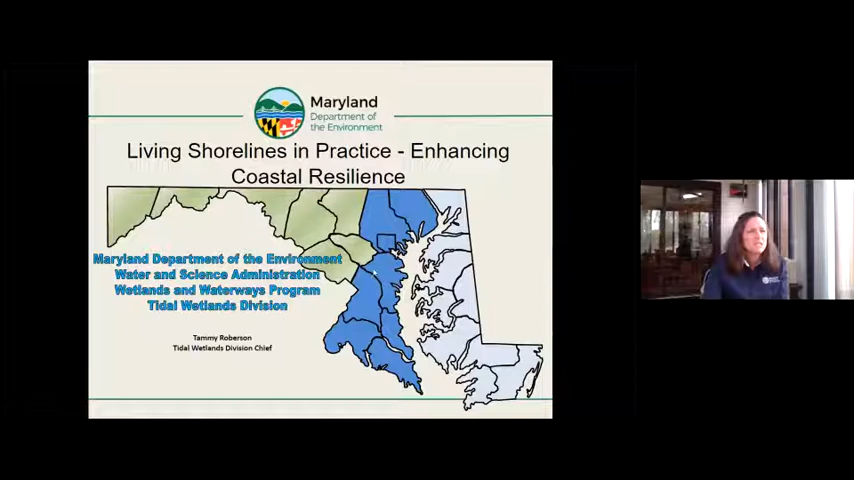 Maryland
Department of
the Environment
Living Shorelines in Practice - Enhancing
Coastal Resilience
Maryland Department of the Environment
Water and Science Administration
Wetlands and Waterways Program
Tidal Wetlands Division
Tammy Roberson
Tidal Wetlands Division Chief